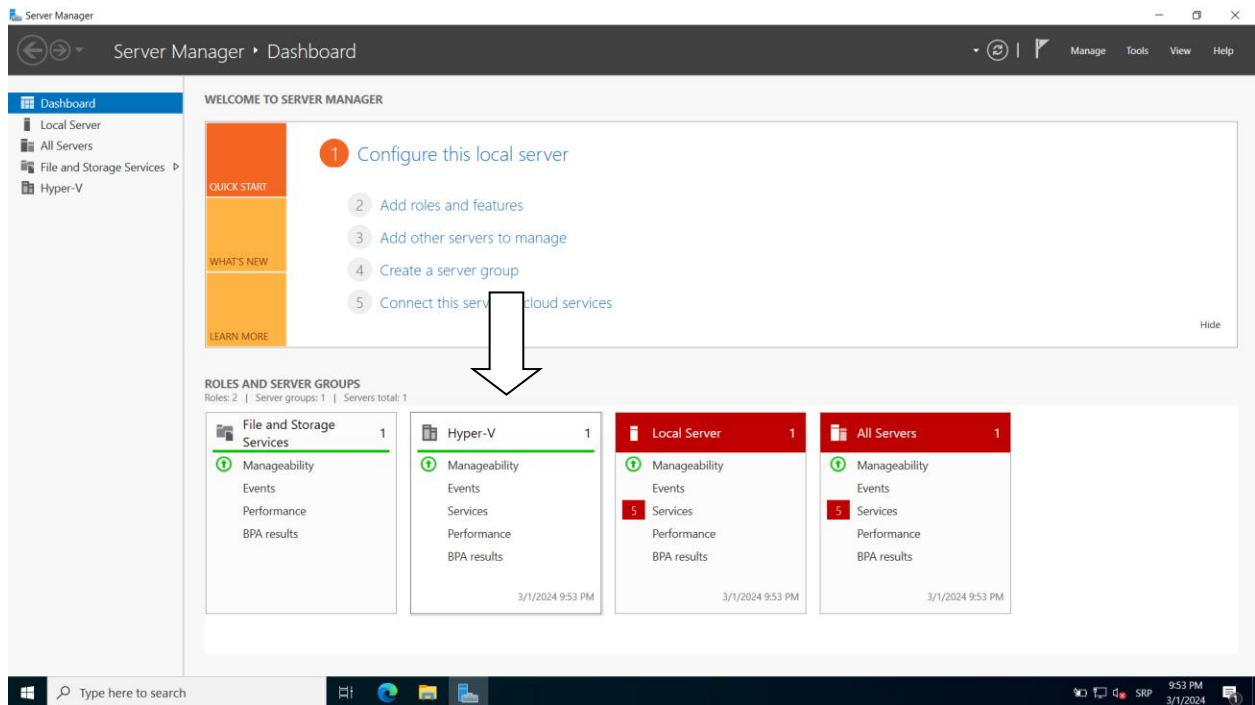 Server Manager
Server Manager • Dashboard
Manage Tools View Help
Dashboard
Local Server
All Servers
File and Storage Services
Hyper-V
WELCOME TO SERVER MANAGER
QUICK START
WHAT'S NEW
LEARN MORE
1 Configure this local server
2 Add roles and features
3 Add other servers to manage
4 Create a server group
5 Connect this serv cloud services
Hide
ROLES AND SERVER GROUPS
Roles: 2 | Server groups: 1 | Servers total: 1
File and Storage
Services 1
Manageability
Events
Performance
BPA results
Hyper-V 1
Manageability
Events
Services
Performance
BPA results
3/1/2024 9:53 PM
Local Server 1
Manageability
Events
5 Services
Performance
BPA results
3/1/2024 9:53 PM
All Servers 1
Manageability
Events
5 Services
Performance
BPA results
3/1/2024 9:53 PM
Type here to search
SRP
9:53 PM
3/1/2024
1